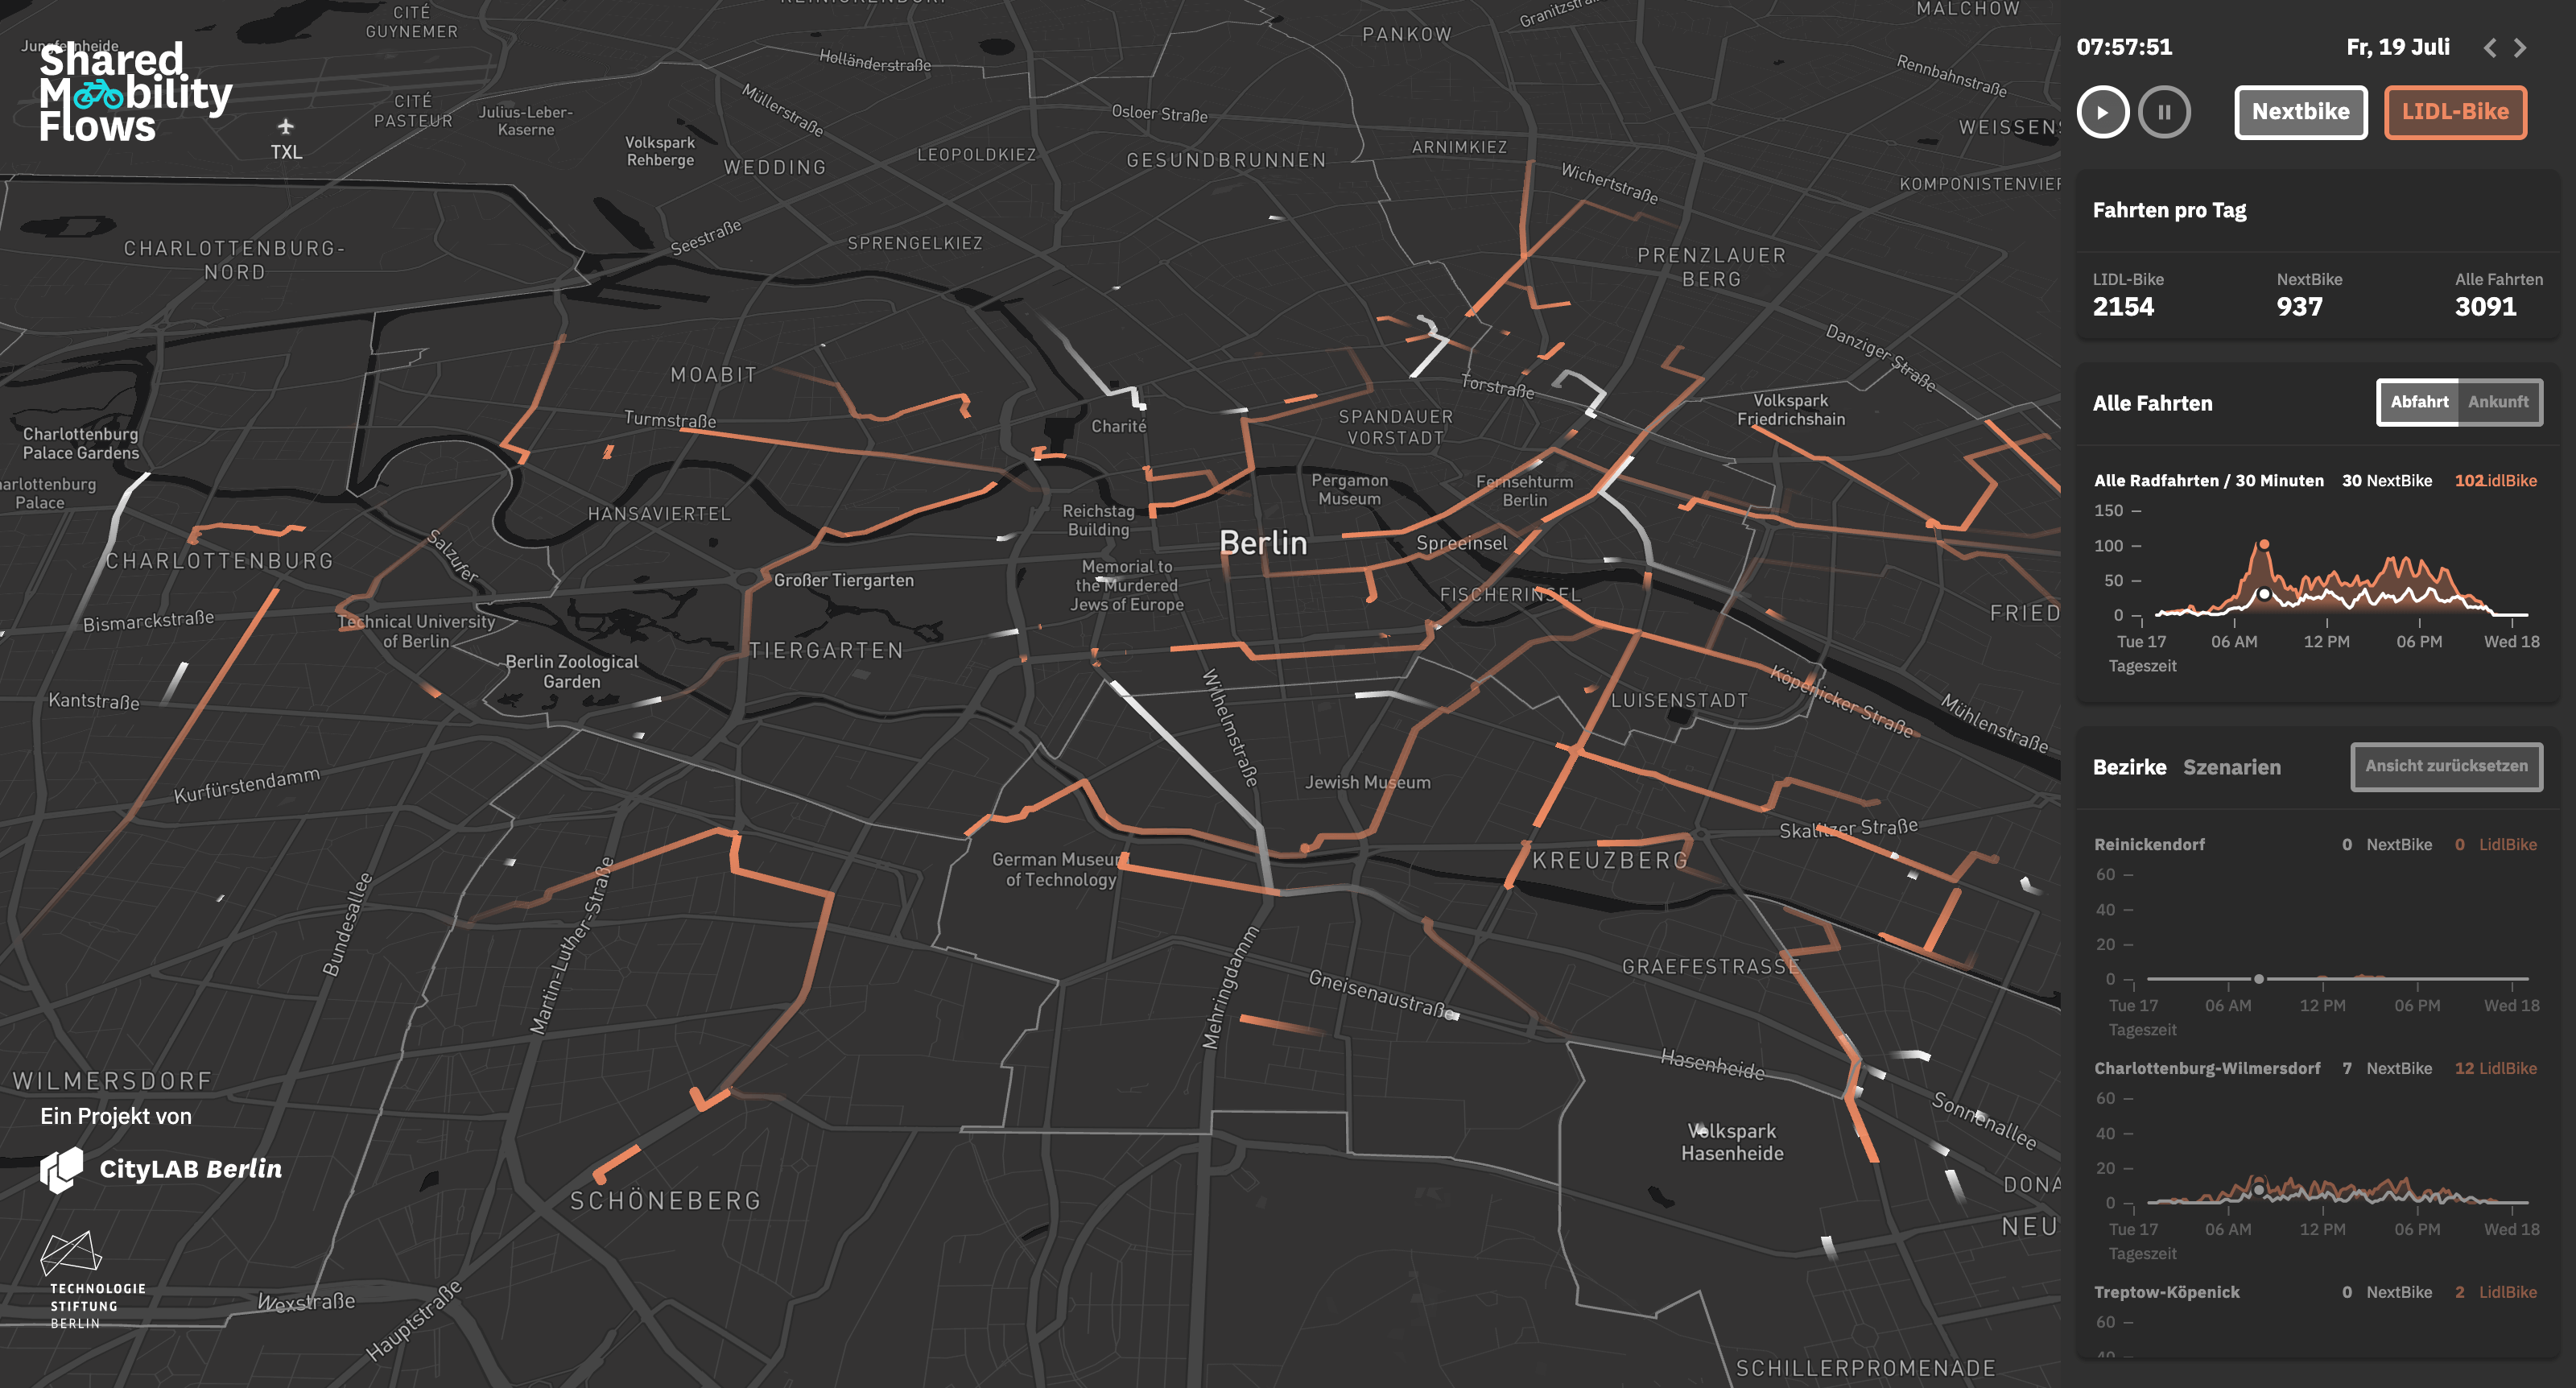 CITÉ
GUYNEMER
REINICKENDORF
PANKOW
Granitzstraße
MALCHOW
Jungfernheide
Shared
Mobility
Flows
Holländerstraße
Rennbahnstraße
CITÉ
PASTEUR
Julius-Leber-
Kaserne
Müllerstraße
Osloer Straße
WEISSENS
TXL
Volkspark
Rehberge
WEDDING
LEOPOLDKIEZ
GESUNDBRUNNEN
ARNIMKIEZ
Wichertstraße
KOMPONISTENVIER
CHARLOTTENBURG-
NORD
Seestraße
SPRENGELKIEZ
PRENZLAUER
BERG
Danziger Straße
MOABIT
Torstraße
Turmstraße
Charité
SPANDAUER
VORSTADT
Volkspark
Friedrichshain
Charlottenburg
Palace Gardens
arlottenburg
Palace
HANSAVIERTEL
Reichstag
Building
Pergamon
Museum
Fernsehturm
Berlin
Berlin
Spreeinsel
Salzufer
CHARLOTTENBURG
Großer Tiergarten
Memorial to
the Murdered
Jews of Europe
FISCHERINSEL
FRIED
Bismarckstraße
Technical University
of Berlin
TIERGARTEN
Berlin Zoological
Garden
Kantstraße
Wilhelmstraße
LUISENSTADT
Köpenicker Straße
Mühlenstraße
Kurfürstendamm
Jewish Museum
Skalitzer Straße
German Museum
of Technology
KREUZBERG
Bundesallee
Martin-Luther-Straße
Mehringdamm
Gneisenaustraße
GRAEFESTRASSE
Hasenheide
Sonnenallee
WILMERSDORF
Volkspark
Hasenheide
DONA
NEU
SCHÖNEBERG
Wexstraße
Hauptstraße
SCHILLERPROMENADE
Ein Projekt von
CityLAB Berlin
TECHNOLOGIE
STIFTUNG
BERLIN
07:57:51 Fr, 19 Juli
Nextbike LIDL-Bike
Fahrten pro Tag
LIDL-Bike NextBike Alle Fahrten
2154 937 3091
Alle Fahrten Abfahrt Ankunft
Alle Radfahrten / 30 Minuten 30 NextBike 102 LidlBike
150
100
50
0
Tue 17 06 AM 12 PM 06 PM Wed 18
Tageszeit
Bezirke Szenarien Ansicht zurücksetzen
Reinickendorf 0 NextBike 0 LidlBike
60
40
20
0
Tue 17 06 AM 12 PM 06 PM Wed 18
Tageszeit
Charlottenburg-Wilmersdorf 7 NextBike 12 LidlBike
60
40
20
0
Tue 17 06 AM 12 PM 06 PM Wed 18
Tageszeit
Treptow-Köpenick 0 NextBike 2 LidlBike
60
40